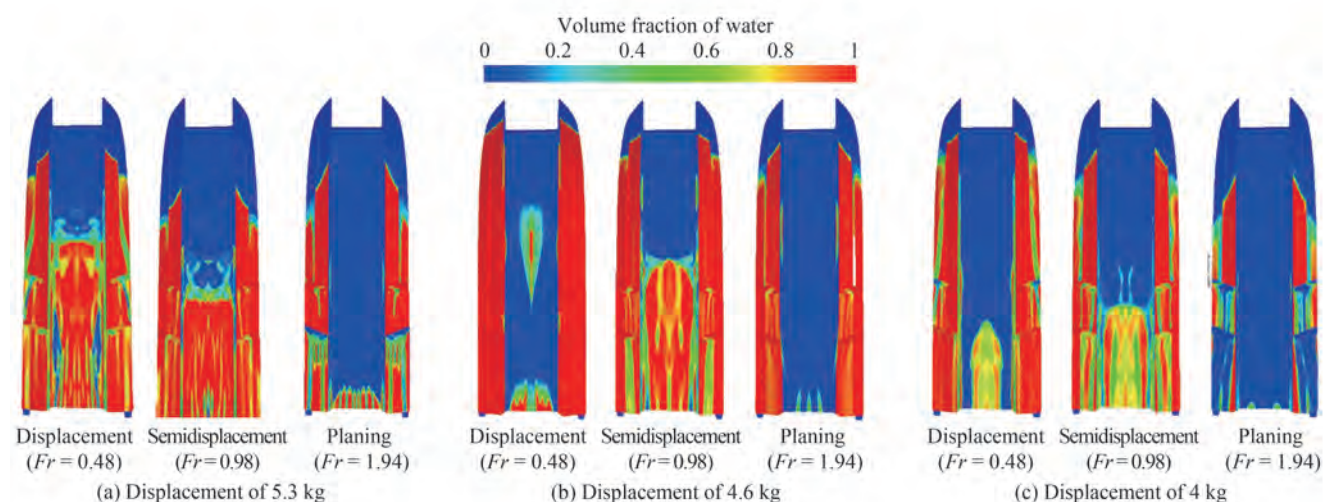 Volume fraction of water
0 0.2 0.4 0.6 0.8 1
Displacement Semidisplacement Planing Displacement Semidisplacement Planing Displacement Semidisplacement Planing
(Fr = 0.48) (Fr = 0.98) (Fr = 1.94) (Fr = 0.48) (Fr = 0.98) (Fr = 1.94) (Fr = 0.48) (Fr = 0.98) (Fr = 1.94)
(a) Displacement of 5.3 kg (b) Displacement of 4.6 kg (c) Displacement of 4 kg